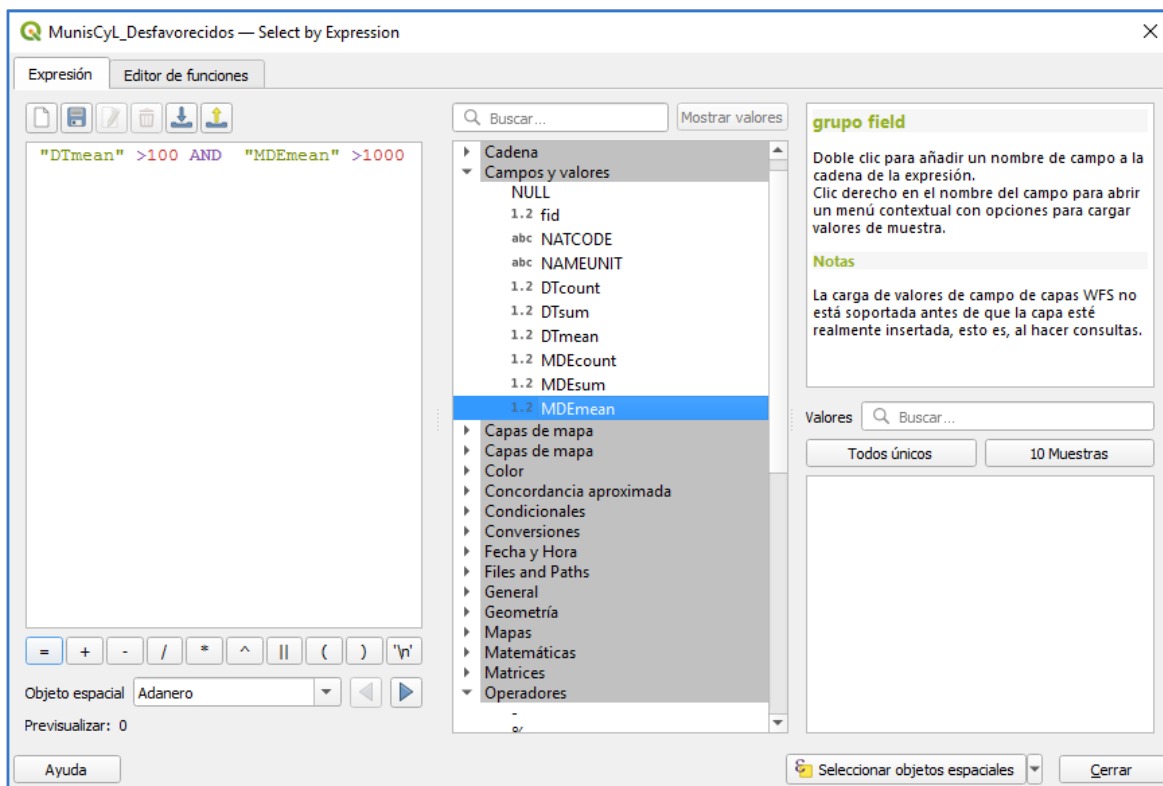 MunisCyL_Desfavorecidos — Select by Expression
Expresión
Editor de funciones
"DTmean" >100 AND "MDEmean" >1000
=
+
-
/
*
^
||
(
)
'\n'
Objeto espacial
Adanero
Previsualizar: 0
Ayuda
Buscar...
Mostrar valores
Cadena
Campos y valores
NULL
1.2 fid
abc NATCODE
abc NAMEUNIT
1.2 DTcount
1.2 DTsum
1.2 DTmean
1.2 MDEcount
1.2 MDEsum
1.2 MDEmean
Capas de mapa
Capas de mapa
Color
Concordancia aproximada
Condicionales
Conversiones
Fecha y Hora
Files and Paths
General
Geometría
Mapas
Matemáticas
Matrices
Operadores
-
%
grupo field
Doble clic para añadir un nombre de campo a la
cadena de la expresión.
Clic derecho en el nombre del campo para abrir
un menú contextual con opciones para cargar
valores de muestra.
Notas
La carga de valores de campo de capas WFS no
está soportada antes de que la capa esté
realmente insertada, esto es, al hacer consultas.
Valores
Buscar...
Todos únicos
10 Muestras
Seleccionar objetos espaciales
Cerrar